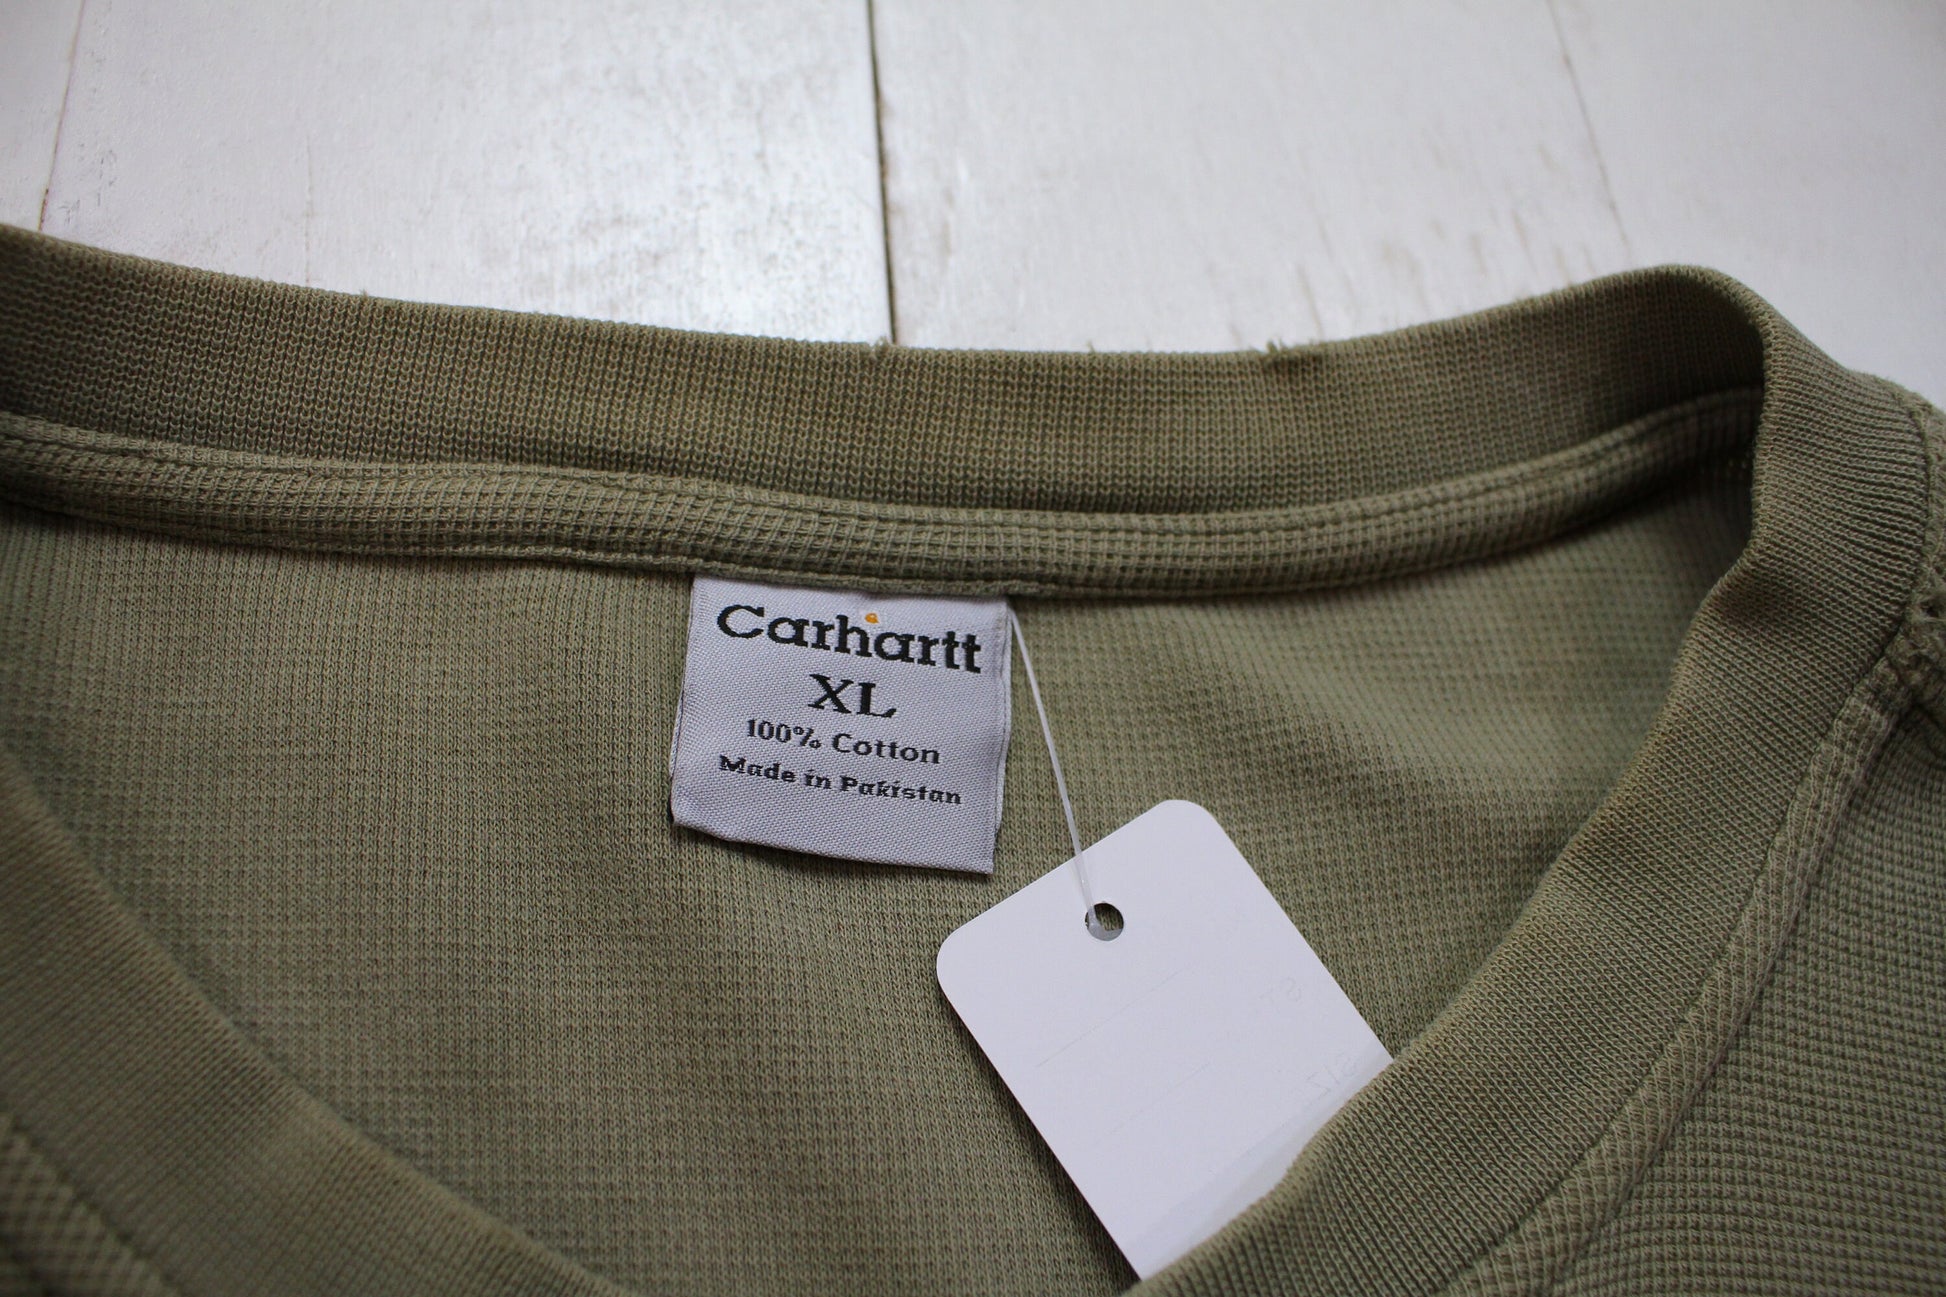 Carhartt
XL
100% Cotton
Made in Pakistan